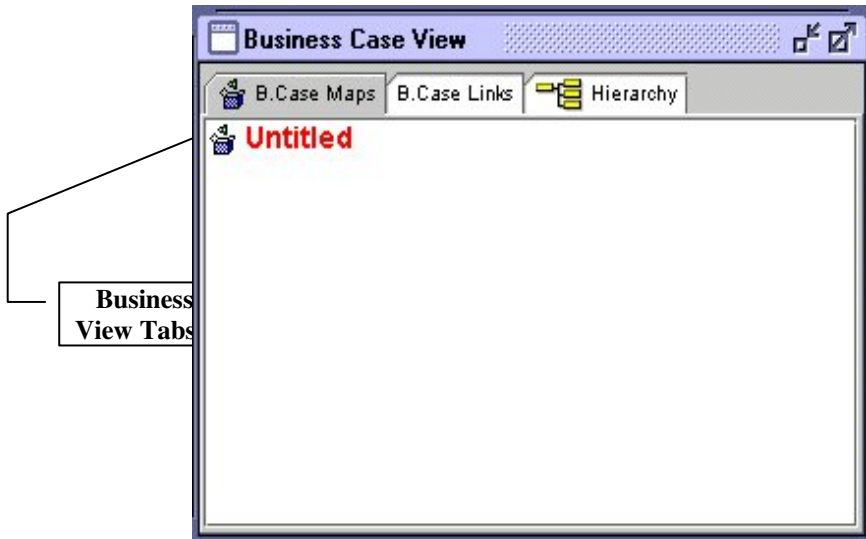 Business Case View
B.Case Maps B.Case Links Hierarchy
Untitled
Business
View Tabs